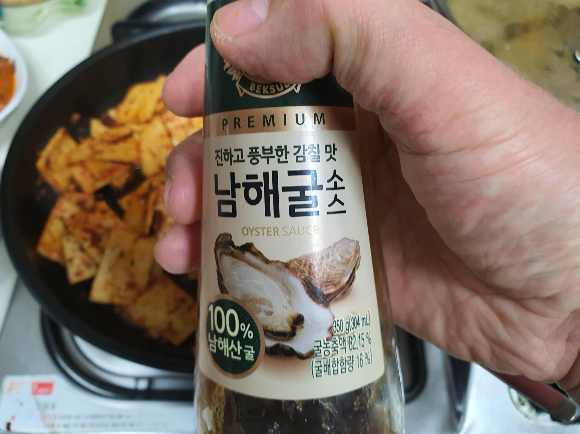 BEKSUL
PREMIUM
진하고 풍부한 감칠 맛
남해굴소스
OYSTER SAUCE
100%
남해산 굴
350 g(304 mL)
굴농축액 82.15 %
(굴배합함량 16 %)